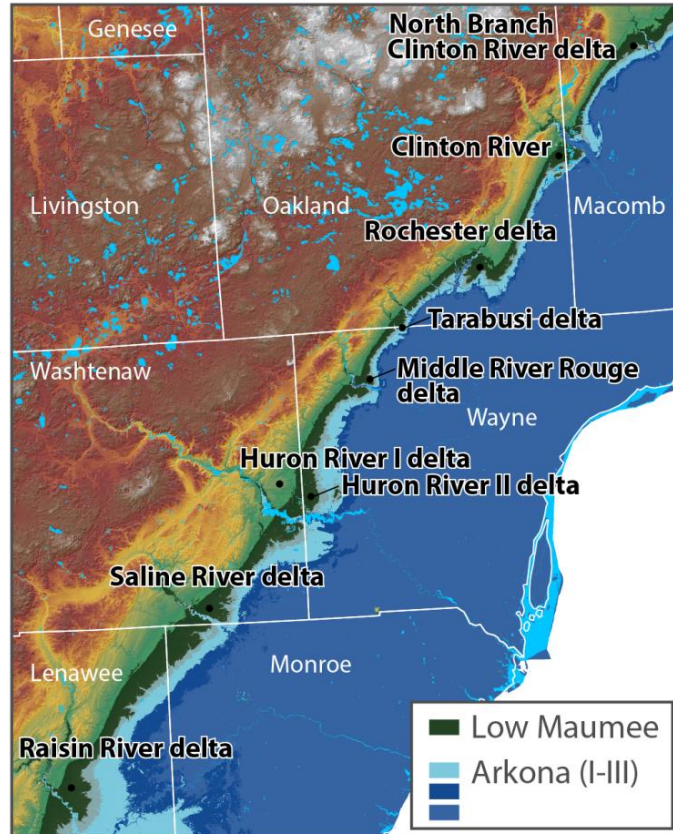 Genesee
North Branch
Clinton River delta
Clinton River
Livingston
Oakland
Macomb
Rochester delta
Tarabusi delta
Washtenaw
Middle River Rouge
delta
Wayne
Huron River I delta
Huron River II delta
Saline River delta
Lenawee
Monroe
Raisin River delta
Low Maumee
Arkona (I-III)